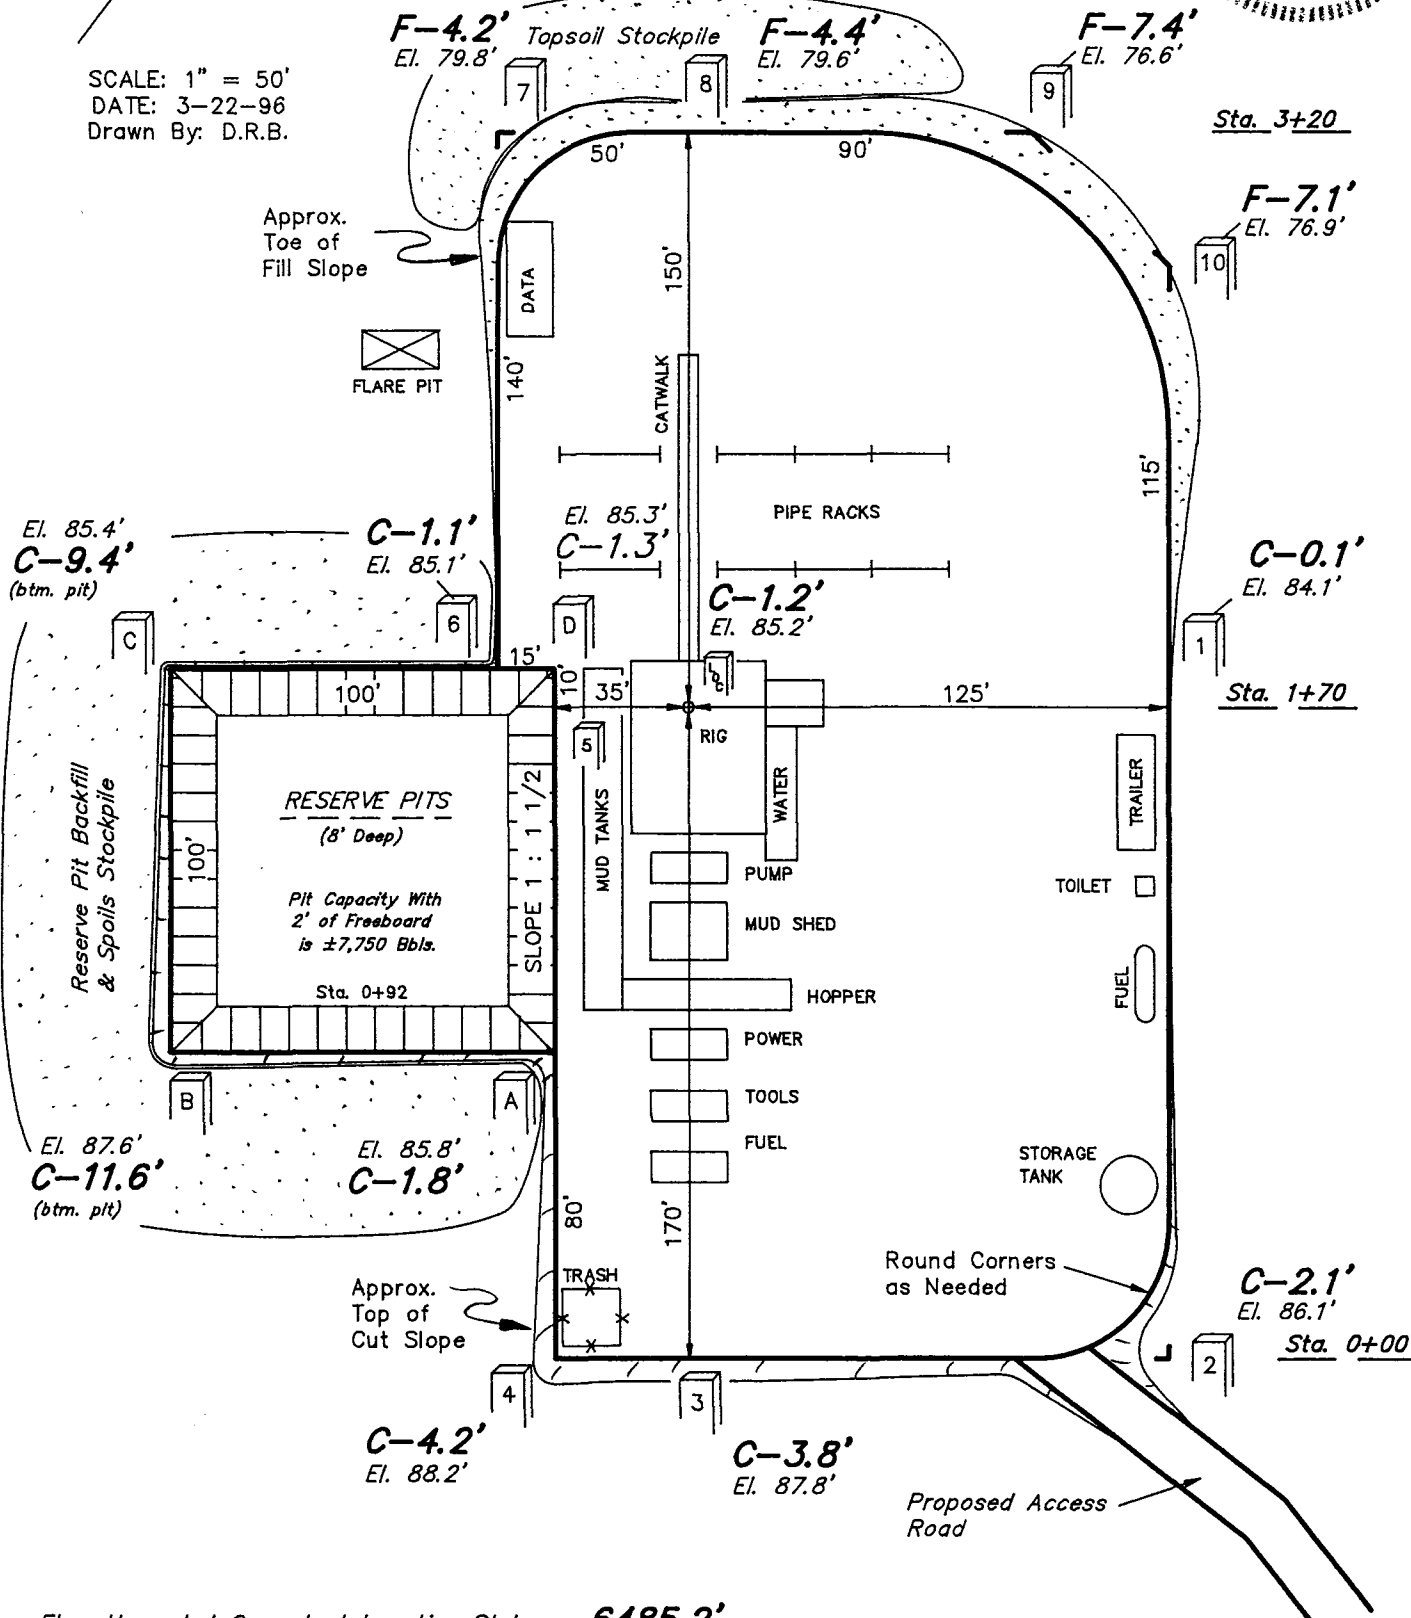 F-4.2'
El. 79.8'
Topsoil Stockpile
F-4.4'
El. 79.6'
F-7.4'
El. 76.6'
SCALE: 1" = 50'
DATE: 3-22-96
Drawn By: D.R.B.
7
8
9
Sta. 3+20
50'
90'
F-7.1'
El. 76.9'
10
Approx.
Toe of
Fill Slope
150'
DATA
FLARE PIT
140'
CATWALK
115'
PIPE RACKS
El. 85.4'
C-9.4'
(btm. pit)
C-1.1'
El. 85.1'
El. 85.3'
C-1.3'
C-1.2'
El. 85.2'
C-0.1'
El. 84.1'
C
6
D
1
15'
10'
100'
35'
125'
Sta. 1+70
RIG
5
Reserve Pit Backfill
& Spoils Stockpile
100'
RESERVE PITS
(8' Deep)
Pit Capacity With
2' of Freeboard
is ±7,750 Bbls.
Sta. 0+92
SLOPE 1 : 1 1/2
MUD TANKS
WATER
TRAILER
PUMP
TOILET
MUD SHED
FUEL
HOPPER
POWER
TOOLS
FUEL
B
A
El. 87.6'
C-11.6'
(btm. pit)
El. 85.8'
C-1.8'
STORAGE
TANK
80'
170'
TRASH
Round Corners
as Needed
Approx.
Top of
Cut Slope
C-2.1'
El. 86.1'
Sta. 0+00
2
4
3
C-4.2'
El. 88.2'
C-3.8'
El. 87.8'
Proposed Access
Road
6485.2'